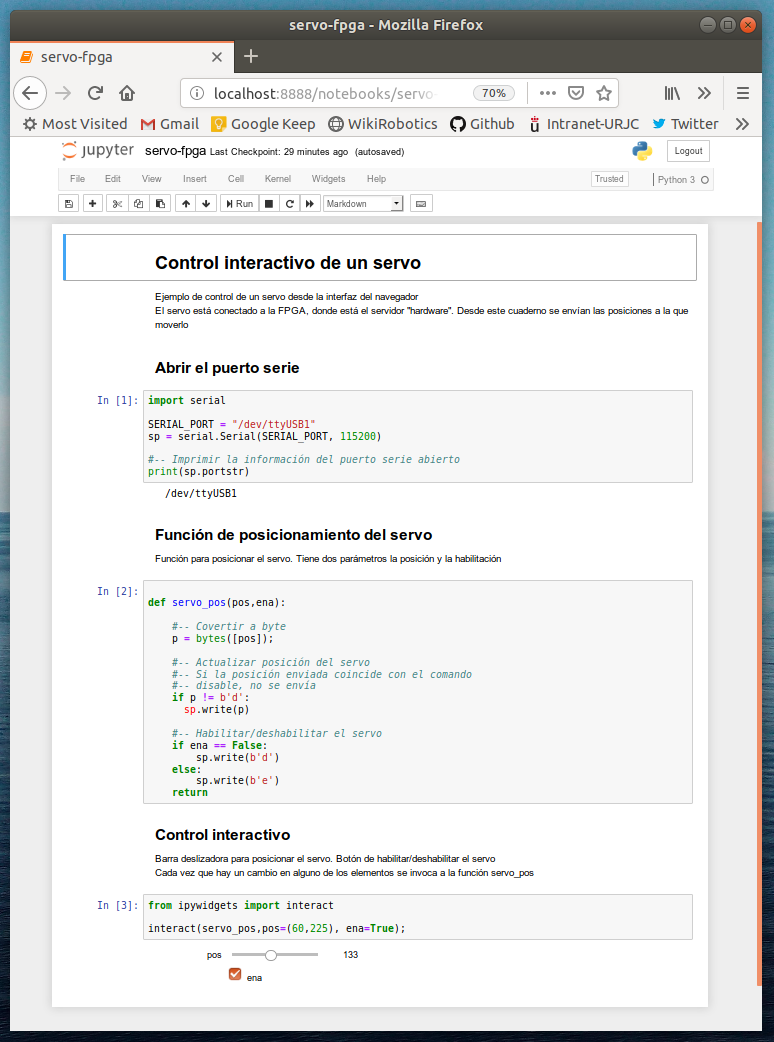 servo-fpga - Mozilla Firefox
servo-fpga
localhost:8888/notebooks/servo-
70%
Most Visited Gmail Google Keep WikiRobotics Github Intranet-URJC Twitter
jupyter servo-fpga Last Checkpoint: 29 minutes ago (autosaved)
Logout
File Edit View Insert Cell Kernel Widgets Help
Trusted
Python 3
Run
Markdown
Control interactivo de un servo
Ejemplo de control de un servo desde la interfaz del navegador
El servo está conectado a la FPGA, donde está el servidor "hardware". Desde este cuaderno se envían las posiciones a la que
moverlo
Abrir el puerto serie
In [1]:
import serial
SERIAL_PORT = "/dev/ttyUSB1"
sp = serial.Serial(SERIAL_PORT, 115200)
#-- Imprimir la información del puerto serie abierto
print(sp.portstr)
/dev/ttyUSB1
Función de posicionamiento del servo
Función para posicionar el servo. Tiene dos parámetros la posición y la habilitación
In [2]:
def servo_pos(pos,ena):
#-- Covertir a byte
p = bytes([pos]);
#-- Actualizar posición del servo
#-- Si la posición enviada coincide con el comando
#-- disable, no se envía
if p != b'd':
sp.write(p)
#-- Habilitar/deshabilitar el servo
if ena == False:
sp.write(b'd')
else:
sp.write(b'e')
return
Control interactivo
Barra deslizadora para posicionar el servo. Botón de habilitar/deshabilitar el servo
Cada vez que hay un cambio en alguno de los elementos se invoca a la función servo_pos
In [3]:
from ipywidgets import interact
interact(servo_pos,pos=(60,225), ena=True);
pos 133
ena